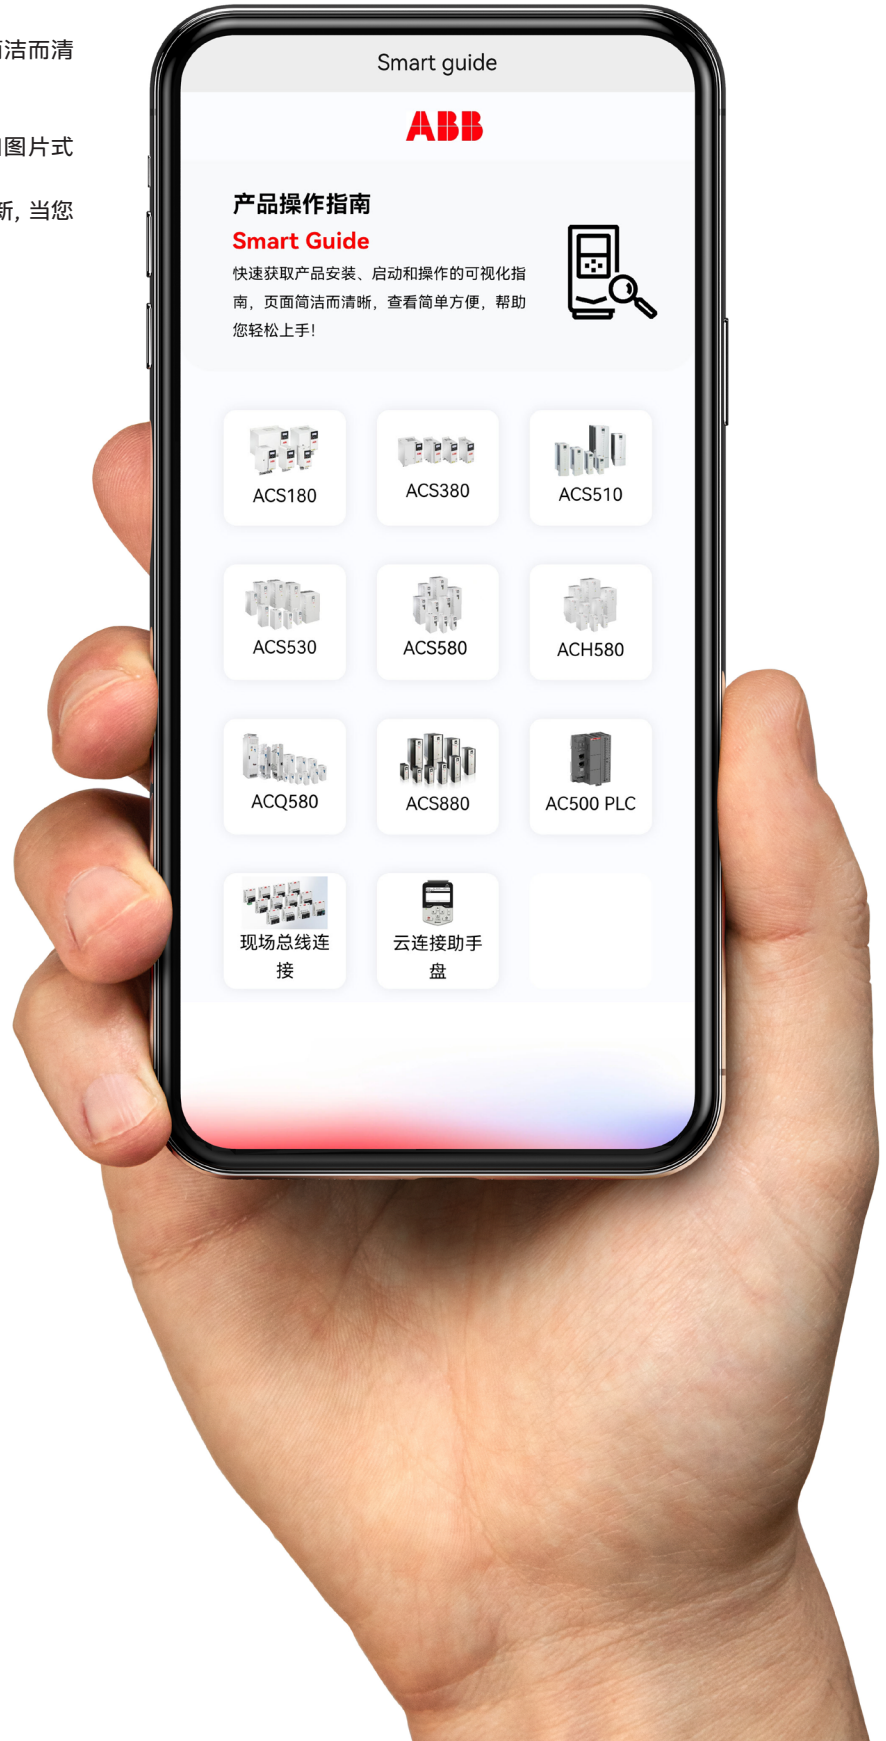 洁而清
图片式
新, 当您
Smart guide
ABB
产品操作指南
Smart Guide
快速获取产品安装、启动和操作的可视化指
南，页面简洁而清晰，查看简单方便，帮助
您轻松上手！
ACS180
ACS380
ACS510
ACS530
ACS580
ACH580
ACQ580
ACS880
AC500 PLC
现场总线连
接
云连接助手
盘